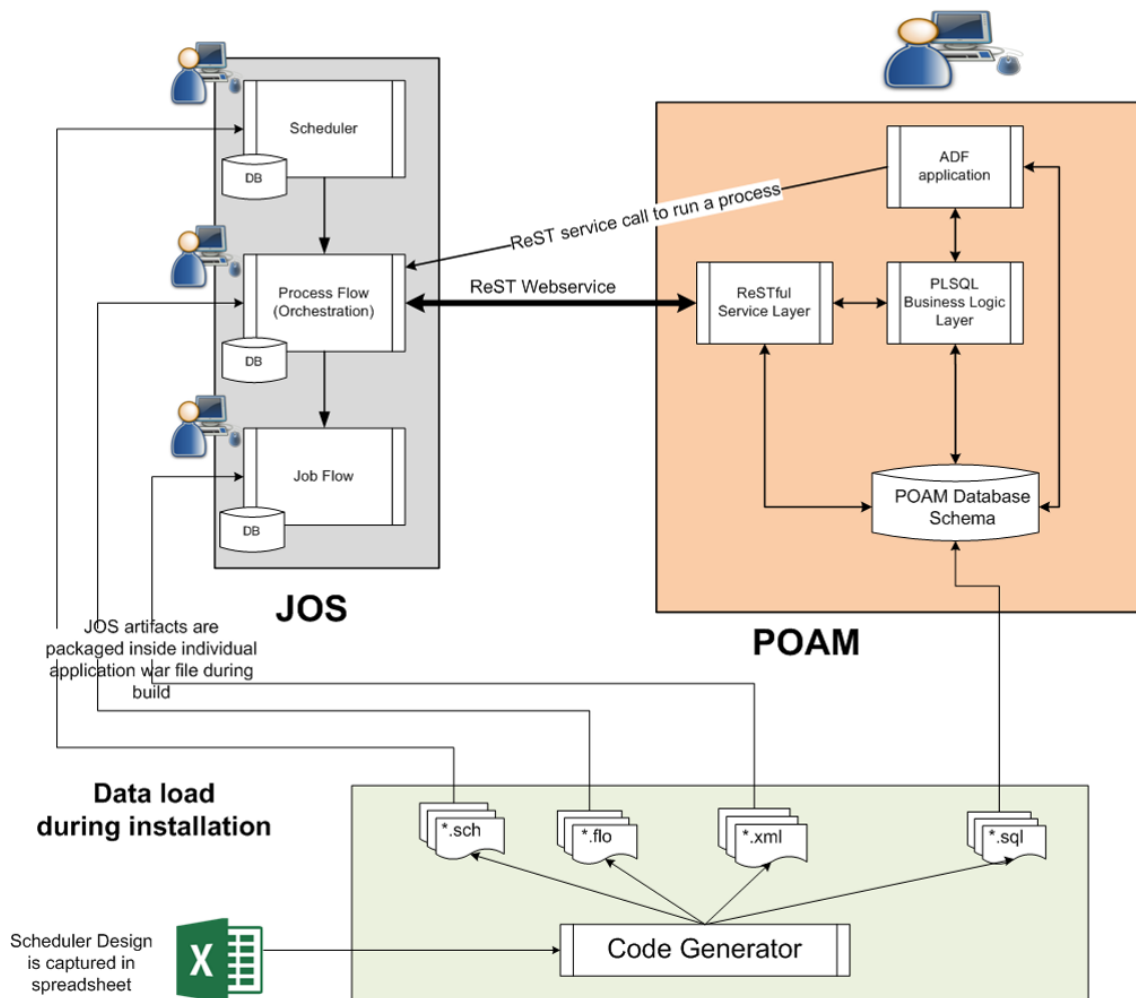 Scheduler
DB
Process Flow
(Orchestration)
DB
Job Flow
DB
JOS
ReST service call to run a process
ReST Webservice
ADF
application
ReSTful
Service Layer
PLSQL
Business Logic
Layer
POAM Database
Schema
POAM
JOS artifacts are
packaged inside individual
application war file during
build
Data load
during installation
*.sch
*.flo
*.xml
*.sql
Code Generator
X
Scheduler Design
is captured in
spreadsheet